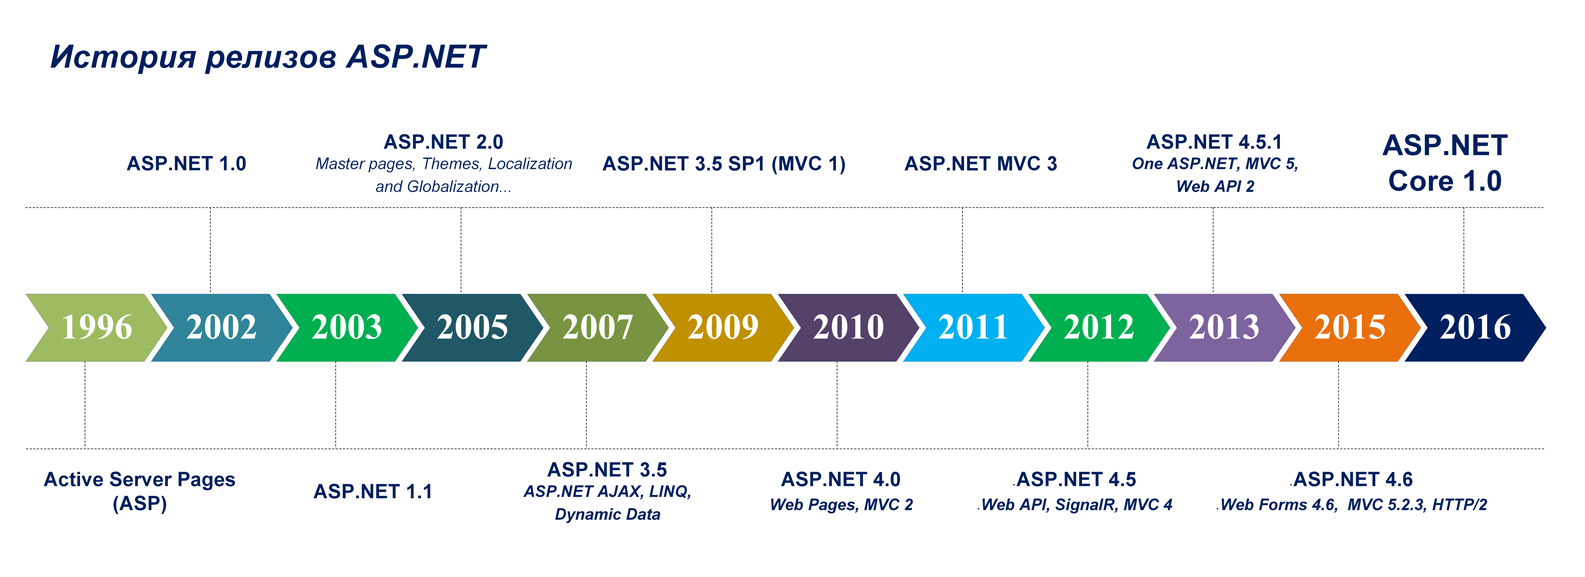 История релизов ASP.NET
ASP.NET 1.0
ASP.NET 2.0
Master pages, Themes, Localization
and Globalization...
ASP.NET 3.5 SP1 (MVC 1)
ASP.NET MVC 3
ASP.NET 4.5.1
One ASP.NET, MVC 5,
Web API 2
ASP.NET
Core 1.0
1996
2002
2003
2005
2007
2009
2010
2011
2012
2013
2015
2016
Active Server Pages
(ASP)
ASP.NET 1.1
ASP.NET 3.5
ASP.NET AJAX, LINQ,
Dynamic Data
ASP.NET 4.0
Web Pages, MVC 2
.ASP.NET 4.5
.Web API, SignalR, MVC 4
.ASP.NET 4.6
.Web Forms 4.6, MVC 5.2.3, HTTP/2